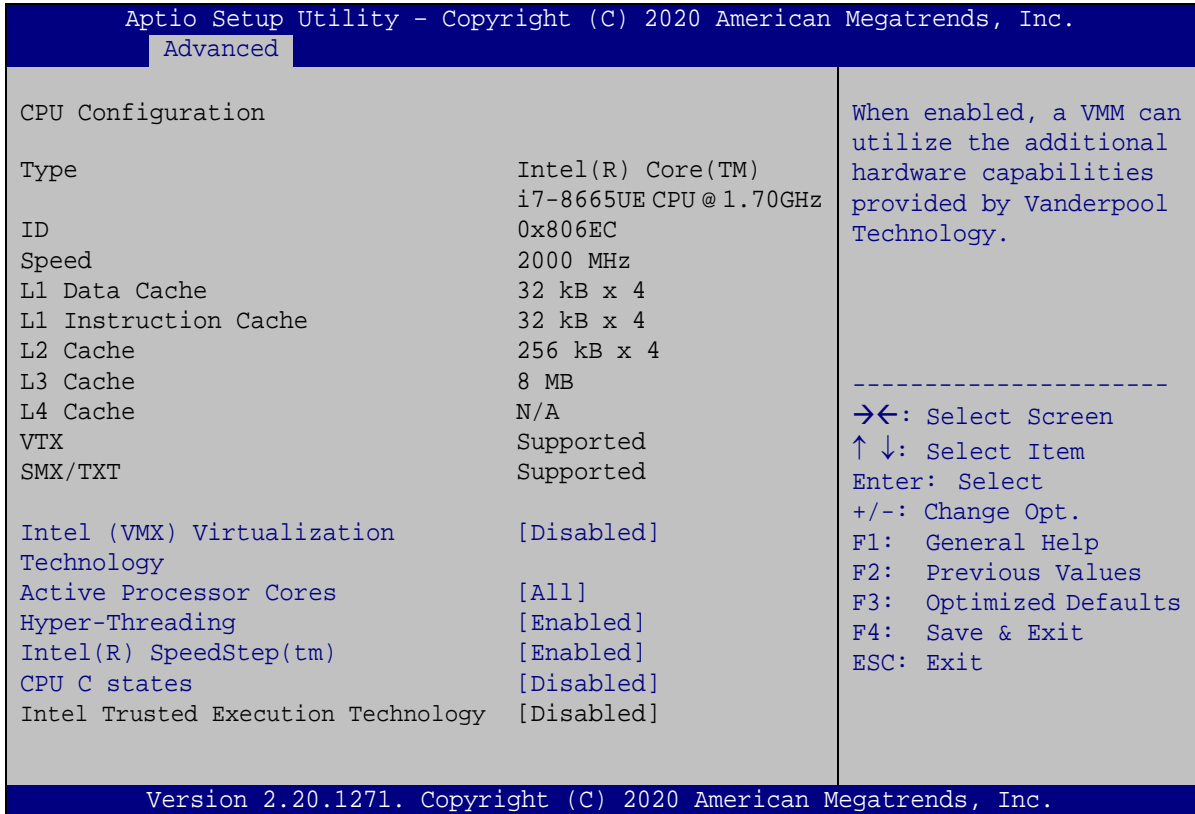 Aptio Setup Utility – Copyright (C) 2020 American Megatrends, Inc.
Advanced
CPU Configuration
Type Intel(R) Core(TM)
i7-8665UE CPU @ 1.70GHz
ID 0x806EC
Speed 2000 MHz
L1 Data Cache 32 kB x 4
L1 Instruction Cache 32 kB x 4
L2 Cache 256 kB x 4
L3 Cache 8 MB
L4 Cache N/A
VTX Supported
SMX/TXT Supported
Intel (VMX) Virtualization [Disabled]
Technology
Active Processor Cores [All]
Hyper-Threading [Enabled]
Intel(R) SpeedStep(tm) [Enabled]
CPU C states [Disabled]
Intel Trusted Execution Technology [Disabled]
When enabled, a VMM can
utilize the additional
hardware capabilities
provided by Vanderpool
Technology.
----------------------
→←: Select Screen
↑ ↓: Select Item
Enter: Select
+/-: Change Opt.
F1: General Help
F2: Previous Values
F3: Optimized Defaults
F4: Save & Exit
ESC: Exit
Version 2.20.1271. Copyright (C) 2020 American Megatrends, Inc.